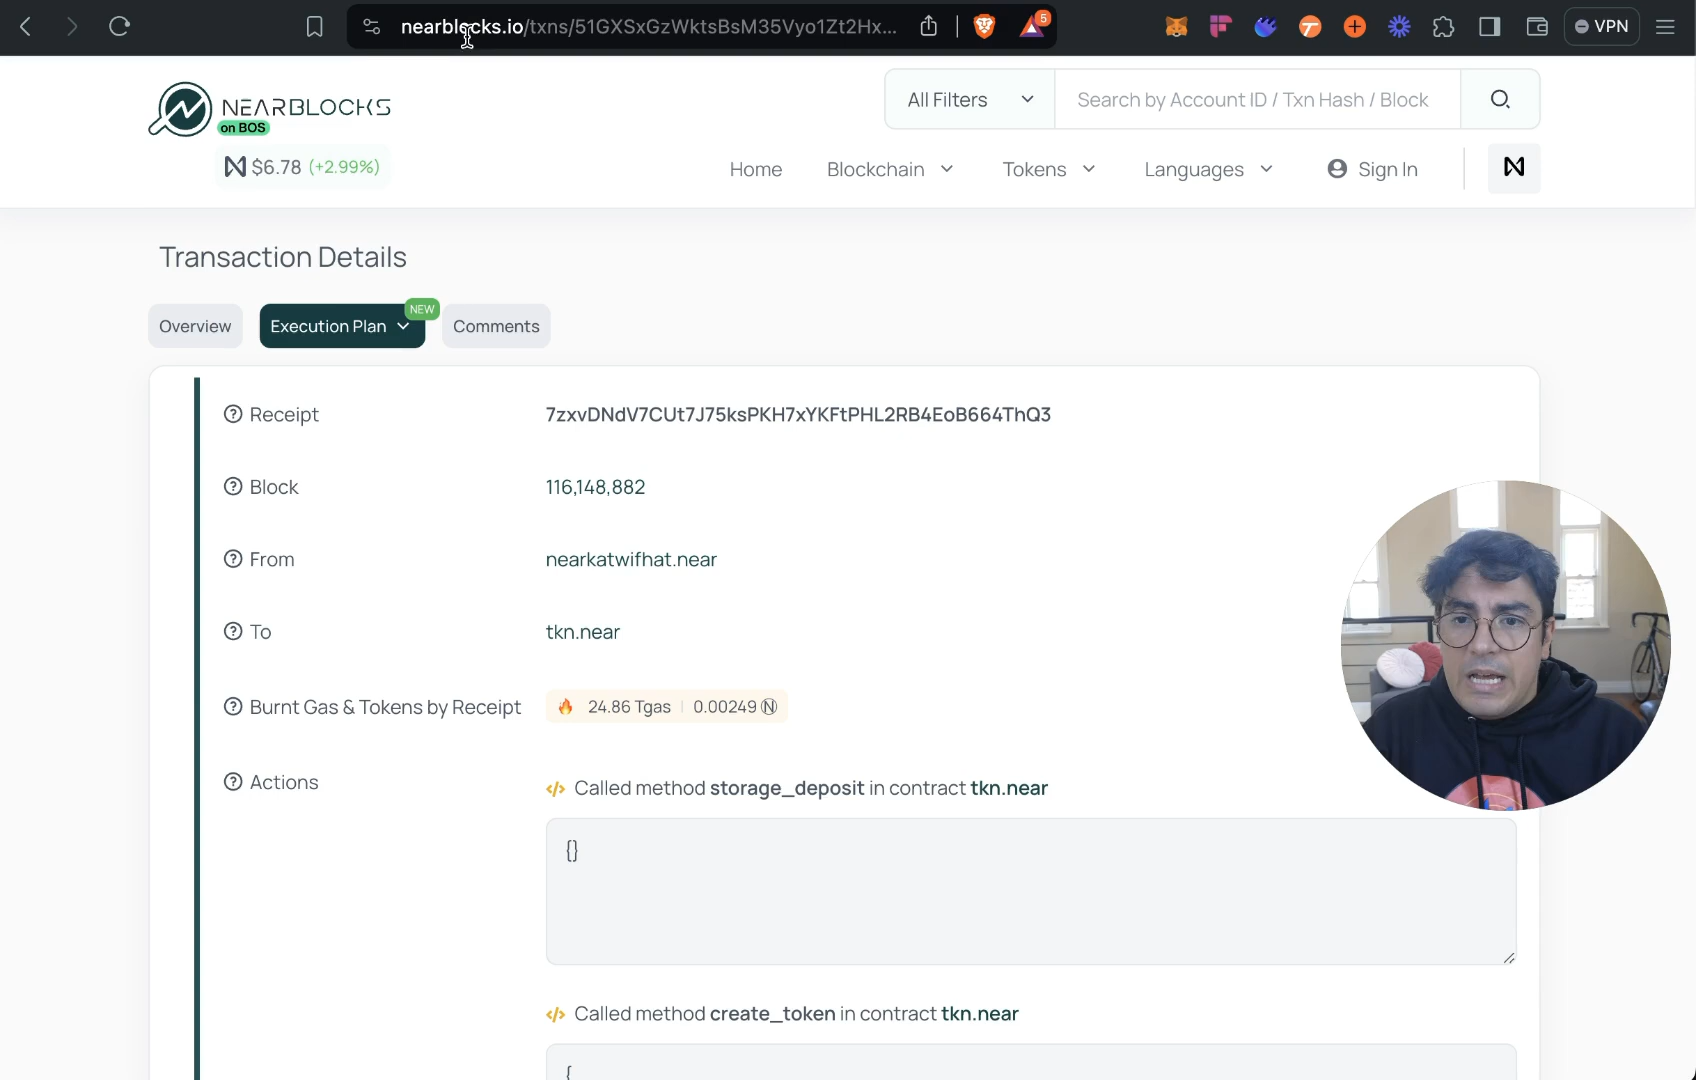 nearblocks.io/txns/51GXSxGzWktsBsM35Vyo1Zt2Hx...
5
VPN
NEARBLOCKS
on BOS
$6.78 (+2.99%)
All Filters
Search by Account ID / Txn Hash / Block
Home
Blockchain
Tokens
Languages
Sign In
Transaction Details
Overview
Execution Plan
NEW
Comments
Receipt
7zxvDNdV7CUt7J75ksPKH7xYKFtPHL2RB4EoB664ThQ3
Block
116,148,882
From
nearkatwifhat.near
To
tkn.near
Burnt Gas & Tokens by Receipt
24.86 Tgas | 0.00249 Ⓝ
Actions
</> Called method storage_deposit in contract tkn.near
{}
</> Called method create_token in contract tkn.near
{